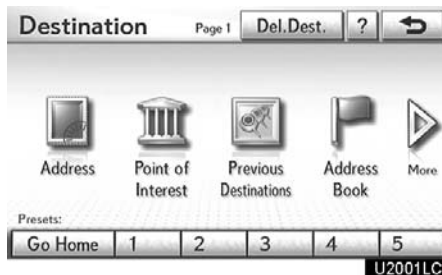 Destination Page 1 Del.Dest. ?
Address Point of Interest Previous Destinations Address Book More
Presets:
Go Home 1 2 3 4 5
U2001LC